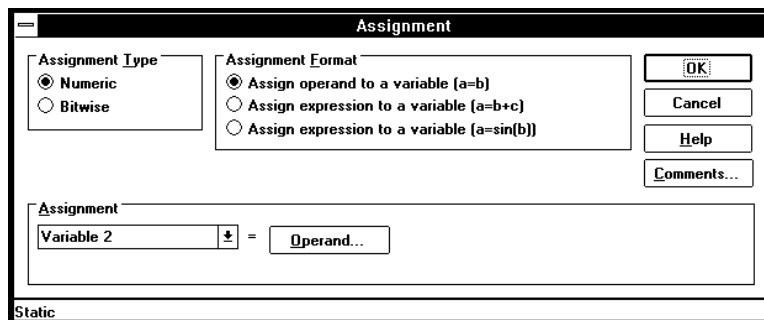 Assignment
Assignment Type
Numeric
Bitwise
Assignment Format
Assign operand to a variable (a=b)
Assign expression to a variable (a=b+c)
Assign expression to a variable (a=sin(b))
OK
Cancel
Help
Comments...
Assignment
Variable 2 = Operand...
Static